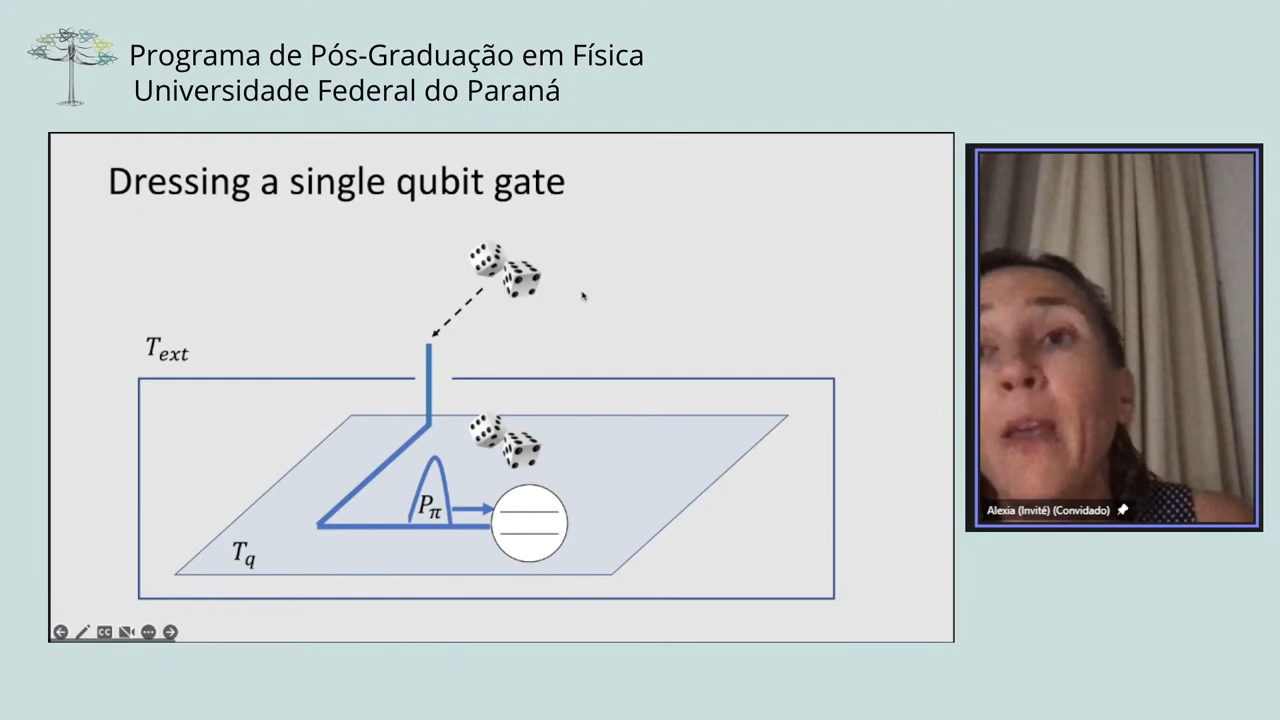 Programa de Pós-Graduação em Física
Universidade Federal do Paraná
Dressing a single qubit gate
T_ext
P_π
T_q
CC
Alexia (Invité) (Convidado)